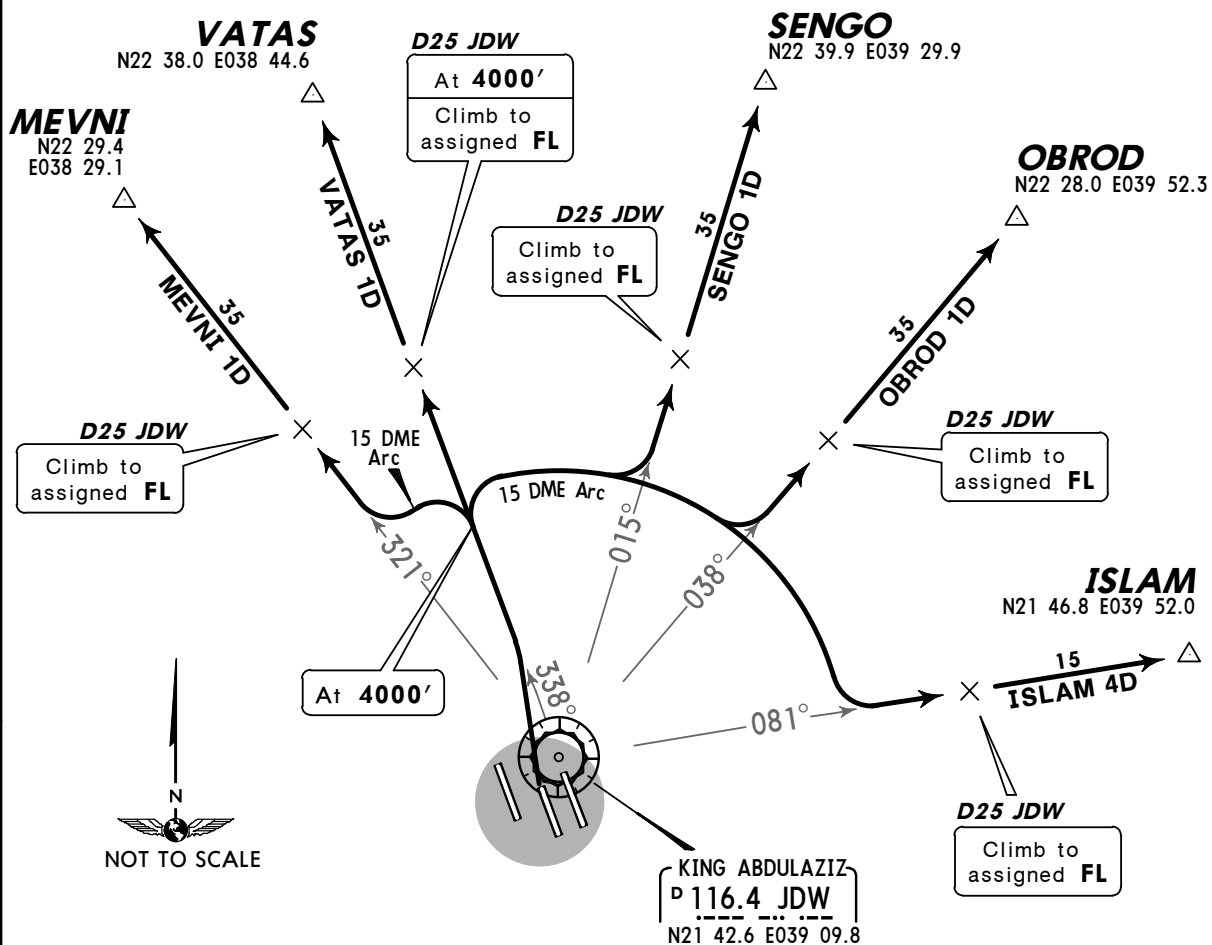 VATAS
N22 38.0 E038 44.6
D25 JDW
At 4000'
Climb to
assigned FL
SENGO
N22 39.9 E039 29.9
MEVNI
N22 29.4
E038 29.1
OBROD
N22 28.0 E039 52.3
D25 JDW
Climb to
assigned FL
35
VATAS 1D
35
SENGO 1D
35
MEVNI 1D
35
OBROD 1D
D25 JDW
Climb to
assigned FL
15 DME
Arc
D25 JDW
Climb to
assigned FL
15 DME Arc
321°
015°
038°
ISLAM
N21 46.8 E039 52.0
15
ISLAM 4D
At 4000'
338°
081°
N
NOT TO SCALE
D25 JDW
Climb to
assigned FL
KING ABDULAZIZ
D 116.4 JDW
N21 42.6 E039 09.8